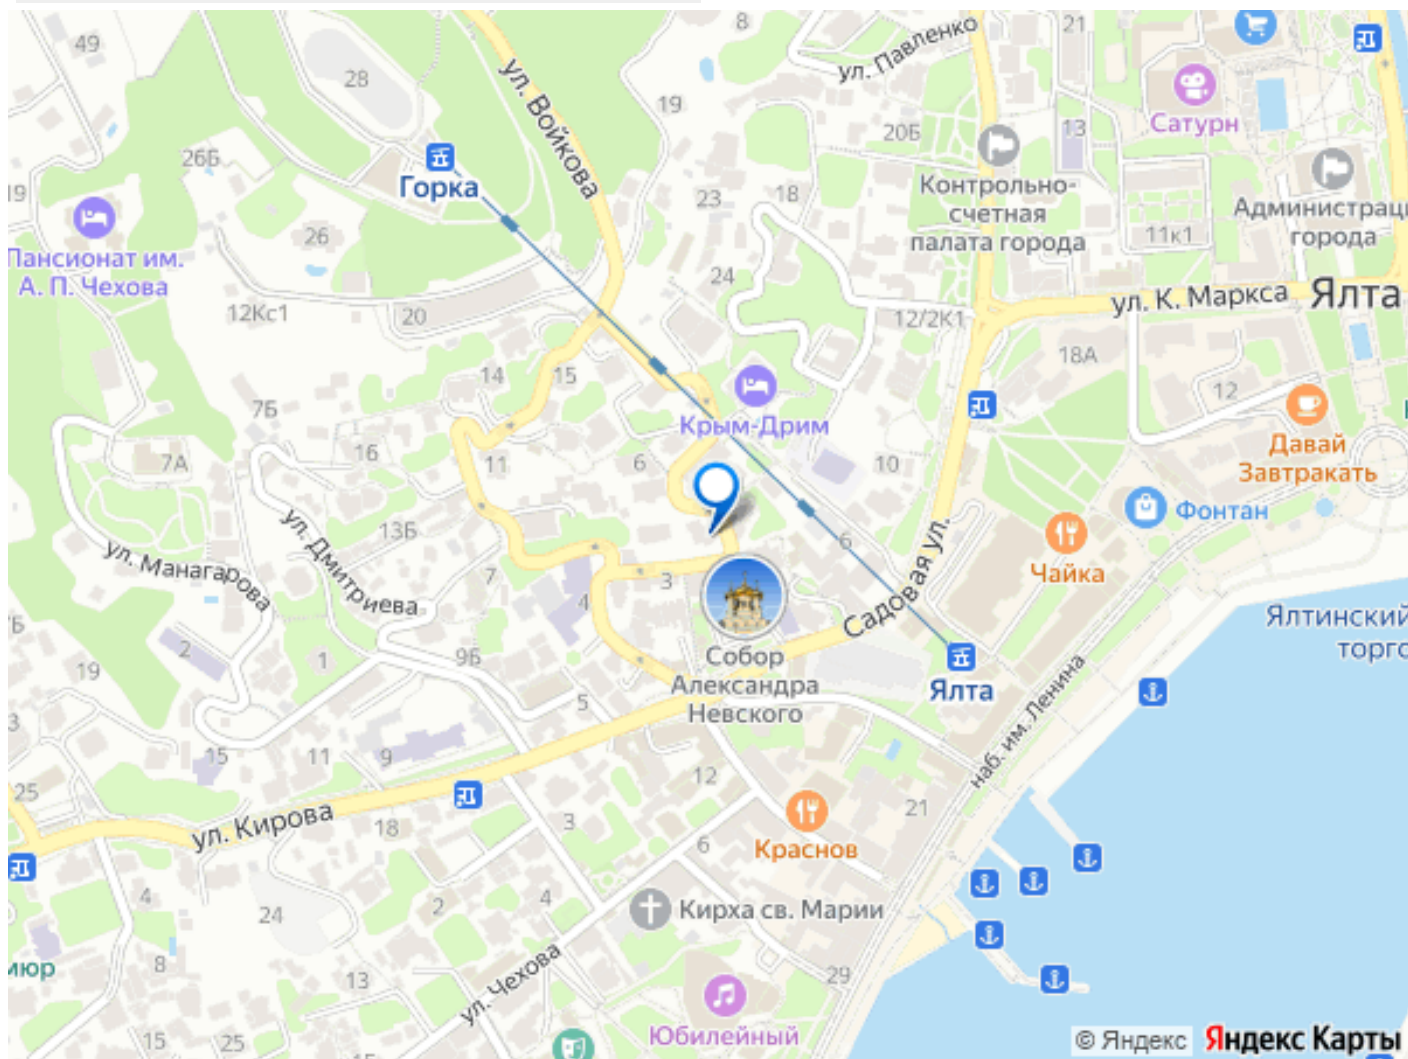 49
28
ул. Войкова
8
ул. Павленко
21
Сатурн
19
20Б
13
26Б
Горка
19
Контрольно-
счетная
палата города
Администрац
города
23
18
11к1
26
Пансионат им.
А. П. Чехова
24
12Кс1
20
12/2К1
ул. К. Маркса
Ялта
18А
14
15
12
Крым-Дрим
7Б
Давай
Завтракать
7А
16
11
6
10
Фонтан
ул. Дмитриева
13Б
6
Чайка
ул. Манагарова
7
3
4
Садовая ул.
Ялтинский
торго
2
19
1
9Б
Собор
Александра
Невского
Ялта
наб. им. Ленина
5
3
15
11
9
25
12
21
ул. Кирова
18
3
6
Краснов
4
24
2
4
Кирха св. Марии
мюр
8
13
ул. Чехова
29
15
25
Юбилейный
© Яндекс
Яндекс Карты